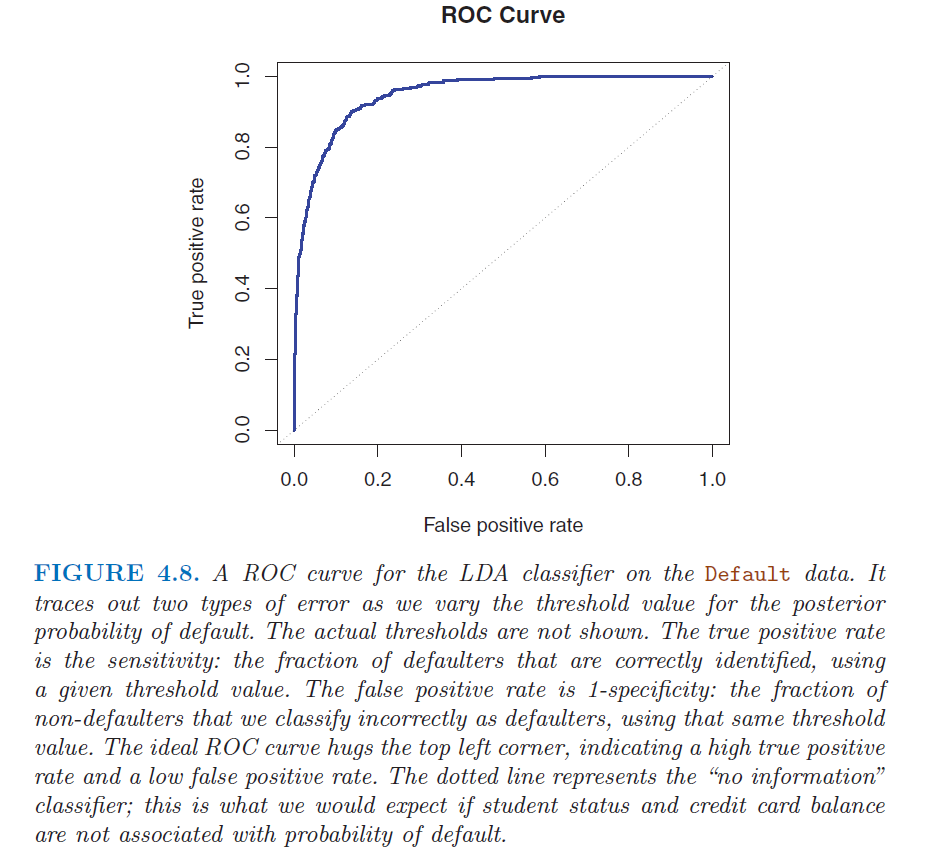 ROC Curve
1.0
0.8
0.6
0.4
0.2
0.0
True positive rate
0.0 0.2 0.4 0.6 0.8 1.0
False positive rate
FIGURE 4.8. A ROC curve for the LDA classifier on the Default data. It
traces out two types of error as we vary the threshold value for the posterior
probability of default. The actual thresholds are not shown. The true positive rate
is the sensitivity: the fraction of defaulters that are correctly identified, using
a given threshold value. The false positive rate is 1-specificity: the fraction of
non-defaulters that we classify incorrectly as defaulters, using that same threshold
value. The ideal ROC curve hugs the top left corner, indicating a high true positive
rate and a low false positive rate. The dotted line represents the “no information”
classifier; this is what we would expect if student status and credit card balance
are not associated with probability of default.